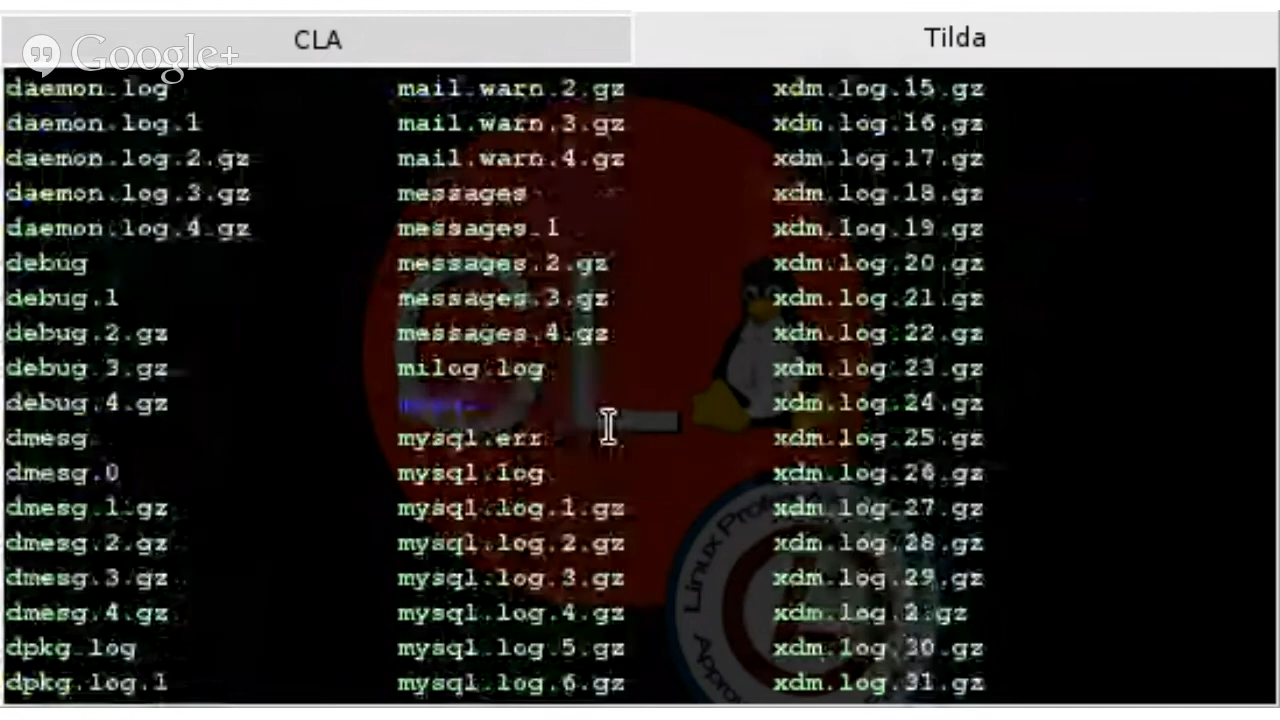 CLA
Tilda
Google+
daemon.log mail.warn.2.gz xdm.log.15.gz
daemon.log.1 mail.warn.3.gz xdm.log.16.gz
daemon.log.2.gz mail.warn.4.gz xdm.log.17.gz
daemon.log.3.gz messages xdm.log.18.gz
daemon.log.4.gz messages.1 xdm.log.19.gz
debug messages.2.gz xdm.log.20.gz
debug.1 messages.3.gz xdm.log.21.gz
debug.2.gz messages.4.gz xdm.log.22.gz
debug.3.gz milog.log xdm.log.23.gz
debug.4.gz xdm.log.24.gz
dmesg mysql.err xdm.log.25.gz
dmesg.0 mysql.log xdm.log.26.gz
dmesg.1.gz mysql.log.1.gz xdm.log.27.gz
dmesg.2.gz mysql.log.2.gz xdm.log.28.gz
dmesg.3.gz mysql.log.3.gz xdm.log.29.gz
dmesg.4.gz mysql.log.4.gz xdm.log.2.gz
dpkg.log mysql.log.5.gz xdm.log.30.gz
dpkg.log.1 mysql.log.6.gz xdm.log.31.gz
CL
Linux